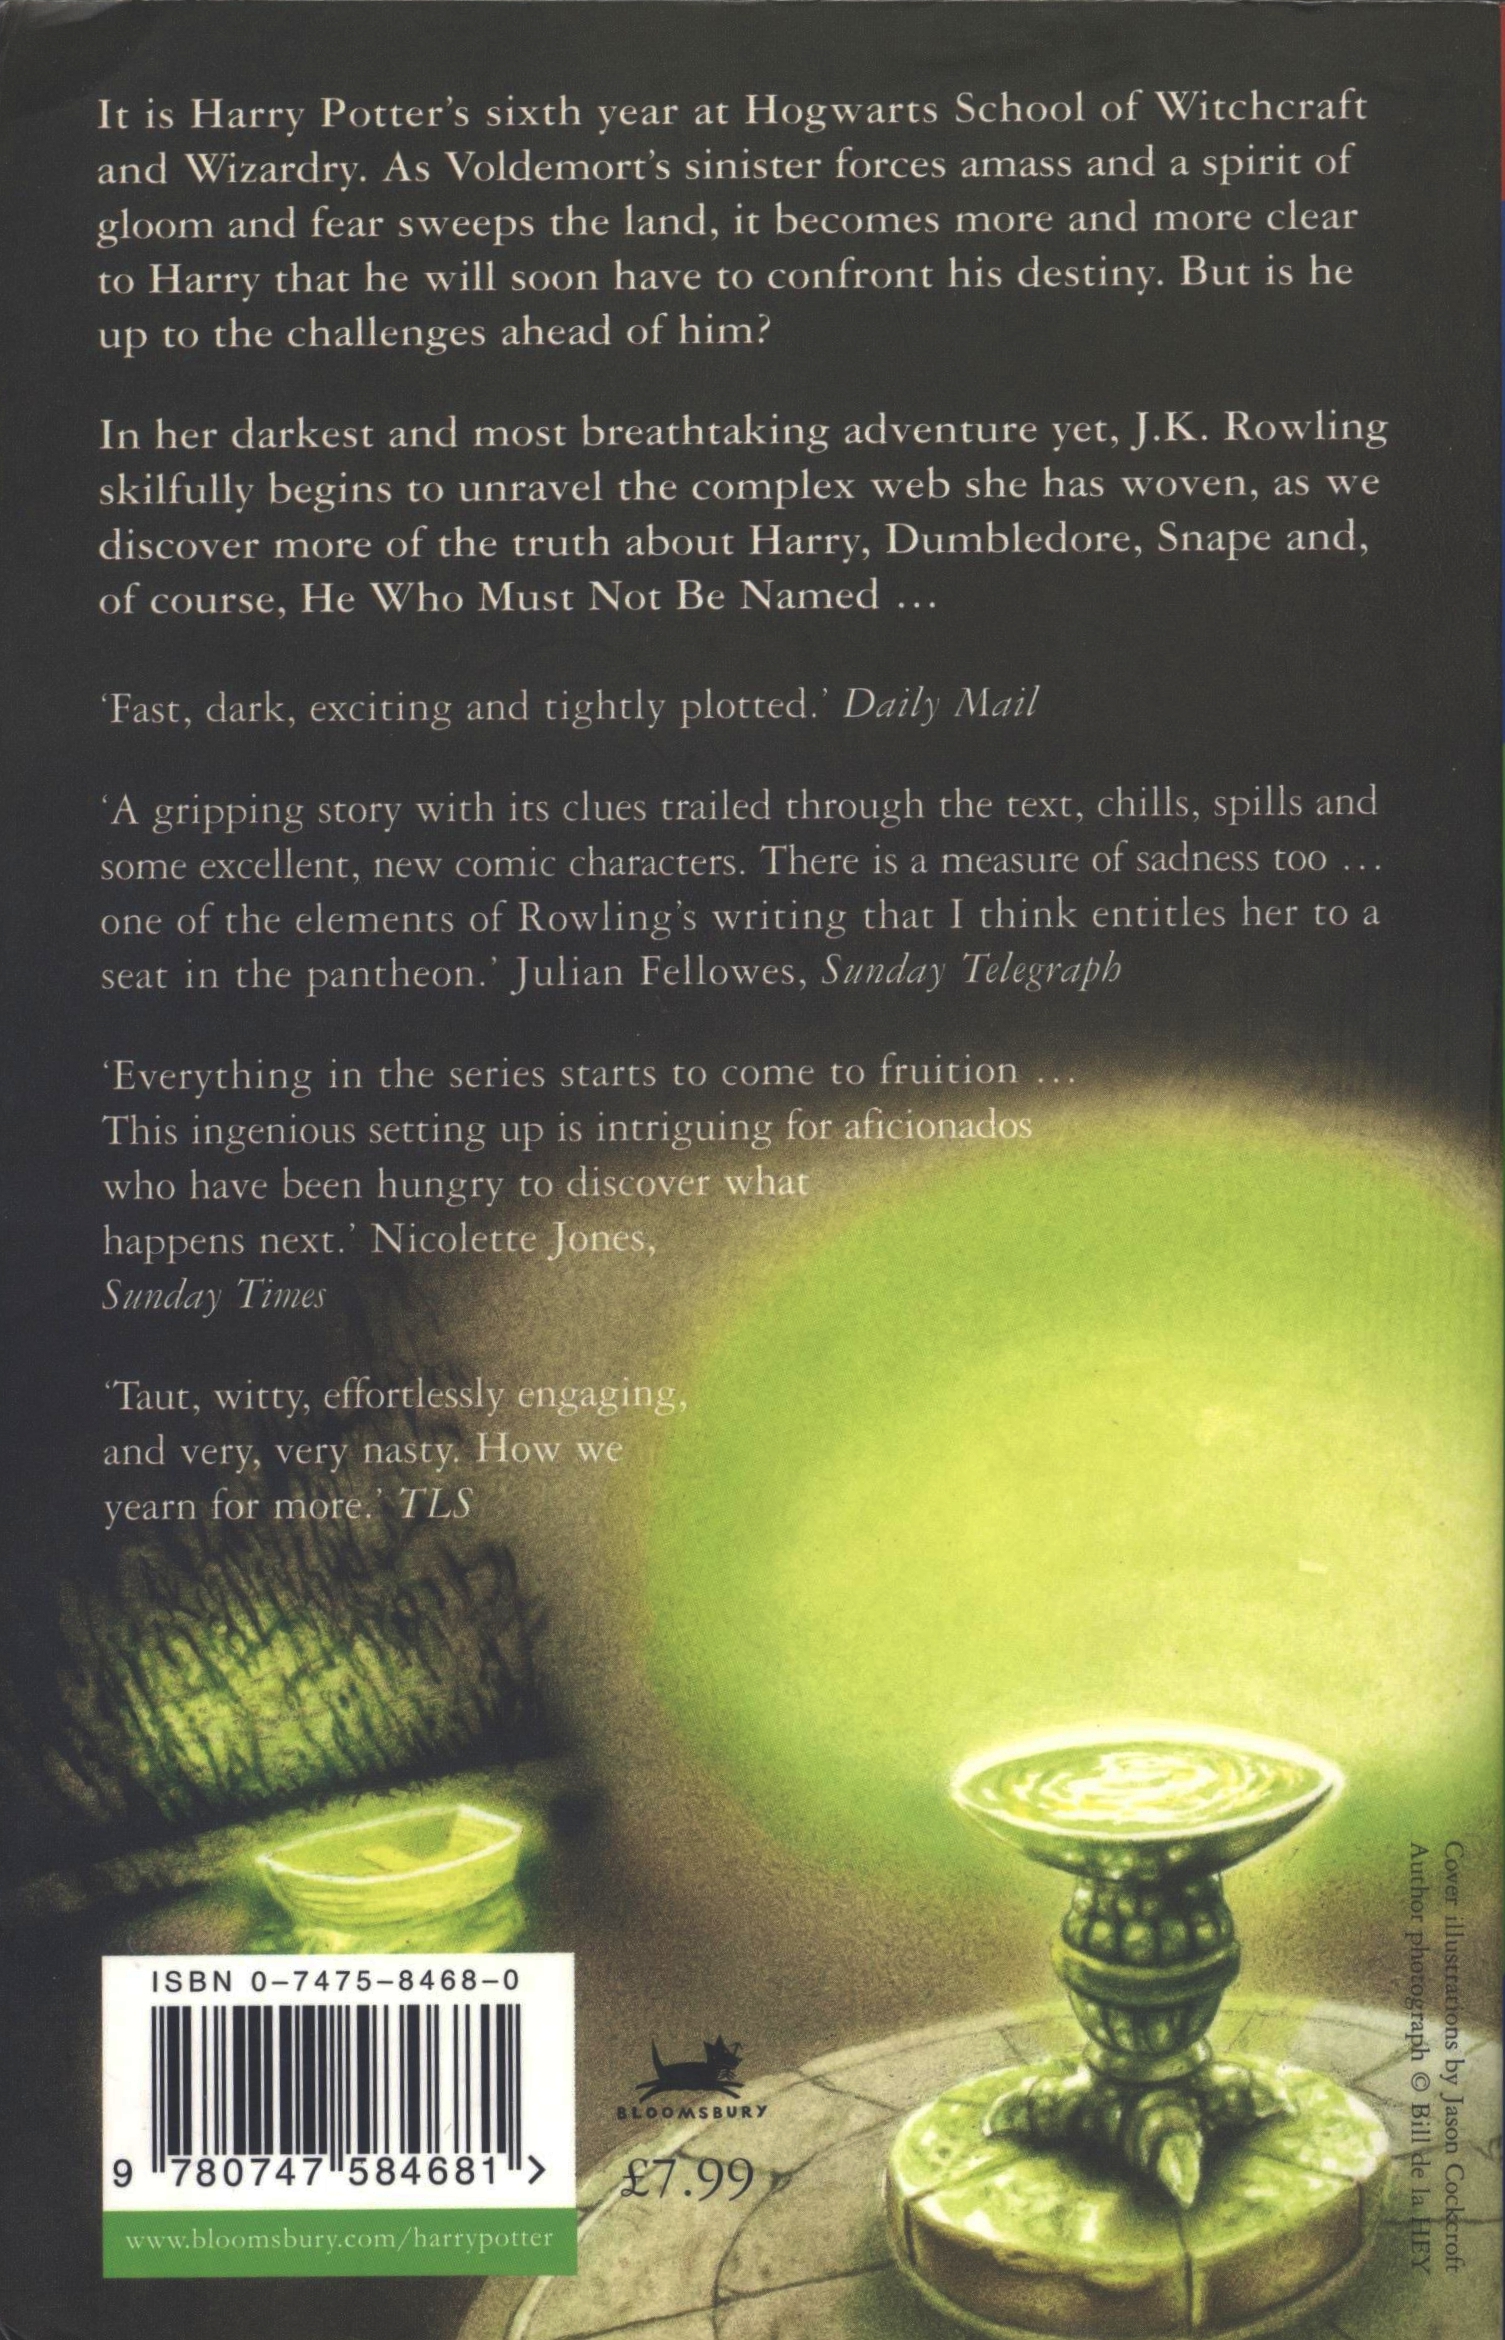 It is Harry Potter's sixth year at Hogwarts School of Witchcraft
and Wizardry. As Voldemort's sinister forces amass and a spirit of
gloom and fear sweeps the land, it becomes more and more clear
to Harry that he will soon have to confront his destiny. But is he
up to the challenges ahead of him?
In her darkest and most breathtaking adventure yet, J.K. Rowling
skilfully begins to unravel the complex web she has woven, as we
discover more of the truth about Harry, Dumbledore, Snape and,
of course, He Who Must Not Be Named ...
‘Fast, dark, exciting and tightly plotted.’ Daily Mail
‘A gripping story with its clues trailed through the text, chills, spills and
some excellent, new comic characters. There is a measure of sadness too ...
one of the elements of Rowling's writing that I think entitles her to a
seat in the pantheon.’ Julian Fellowes, Sunday Telegraph
‘Everything in the series starts to come to fruition ...
This ingenious setting up is intriguing for aficionados
who have been hungry to discover what
happens next.’ Nicolette Jones,
Sunday Times
‘Taut, witty, effortlessly engaging,
and very, very nasty. How we
yearn for more.’ TLS
ISBN 0-7475-8468-0
9 780747 584681 >
www.bloomsbury.com/harrypotter
BLOOMSBURY
£7.99
Cover illustrations by Jason Cockcroft
Author photograph © Bill de la HEY